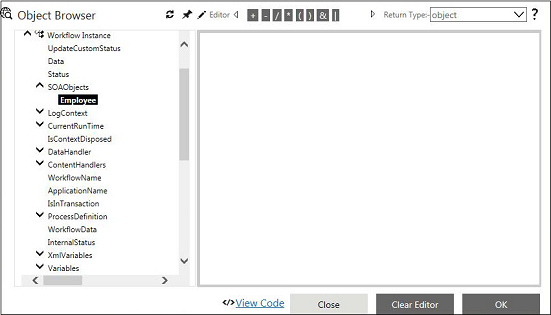 Object Browser Editor + - / * ( ) & | Return Type:- object ?
Workflow Instance
UpdateCustomStatus
Data
Status
SOAObjects
Employee
LogContext
CurrentRunTime
IsContextDisposed
DataHandler
ContentHandlers
WorkflowName
ApplicationName
IsInTransaction
ProcessDefinition
WorkflowData
InternalStatus
XmlVariables
Variables
</> View Code Close Clear Editor OK